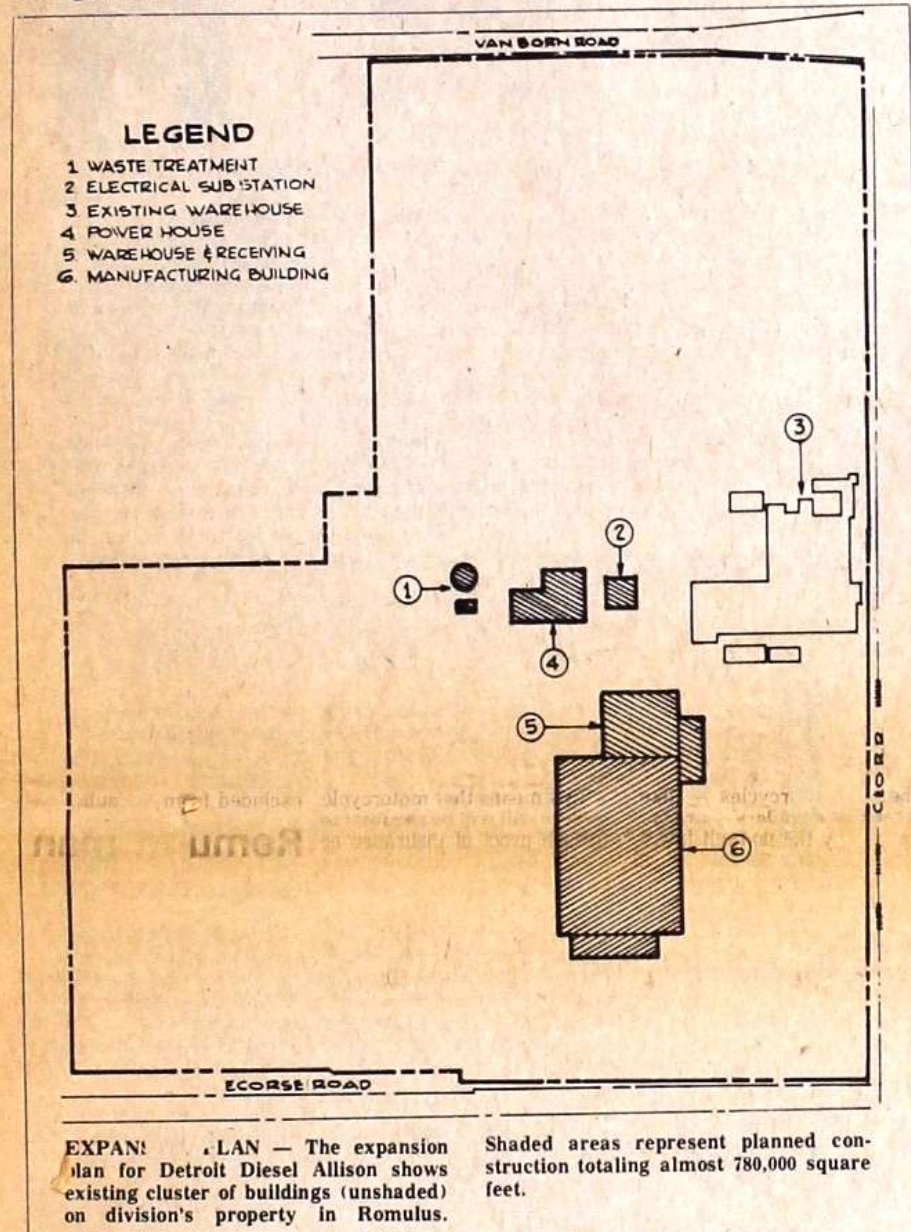 VAN BORN ROAD
LEGEND
1 WASTE TREATMENT
2 ELECTRICAL SUBSTATION
3 EXISTING WAREHOUSE
4 POWER HOUSE
5 WAREHOUSE & RECEIVING
6. MANUFACTURING BUILDING
3
2
1
4
5
6
ECORSE ROAD
EXPANS LAN — The expansion
plan for Detroit Diesel Allison shows
existing cluster of buildings (unshaded)
on division's property in Romulus.
Shaded areas represent planned con-
struction totaling almost 780,000 square
feet.